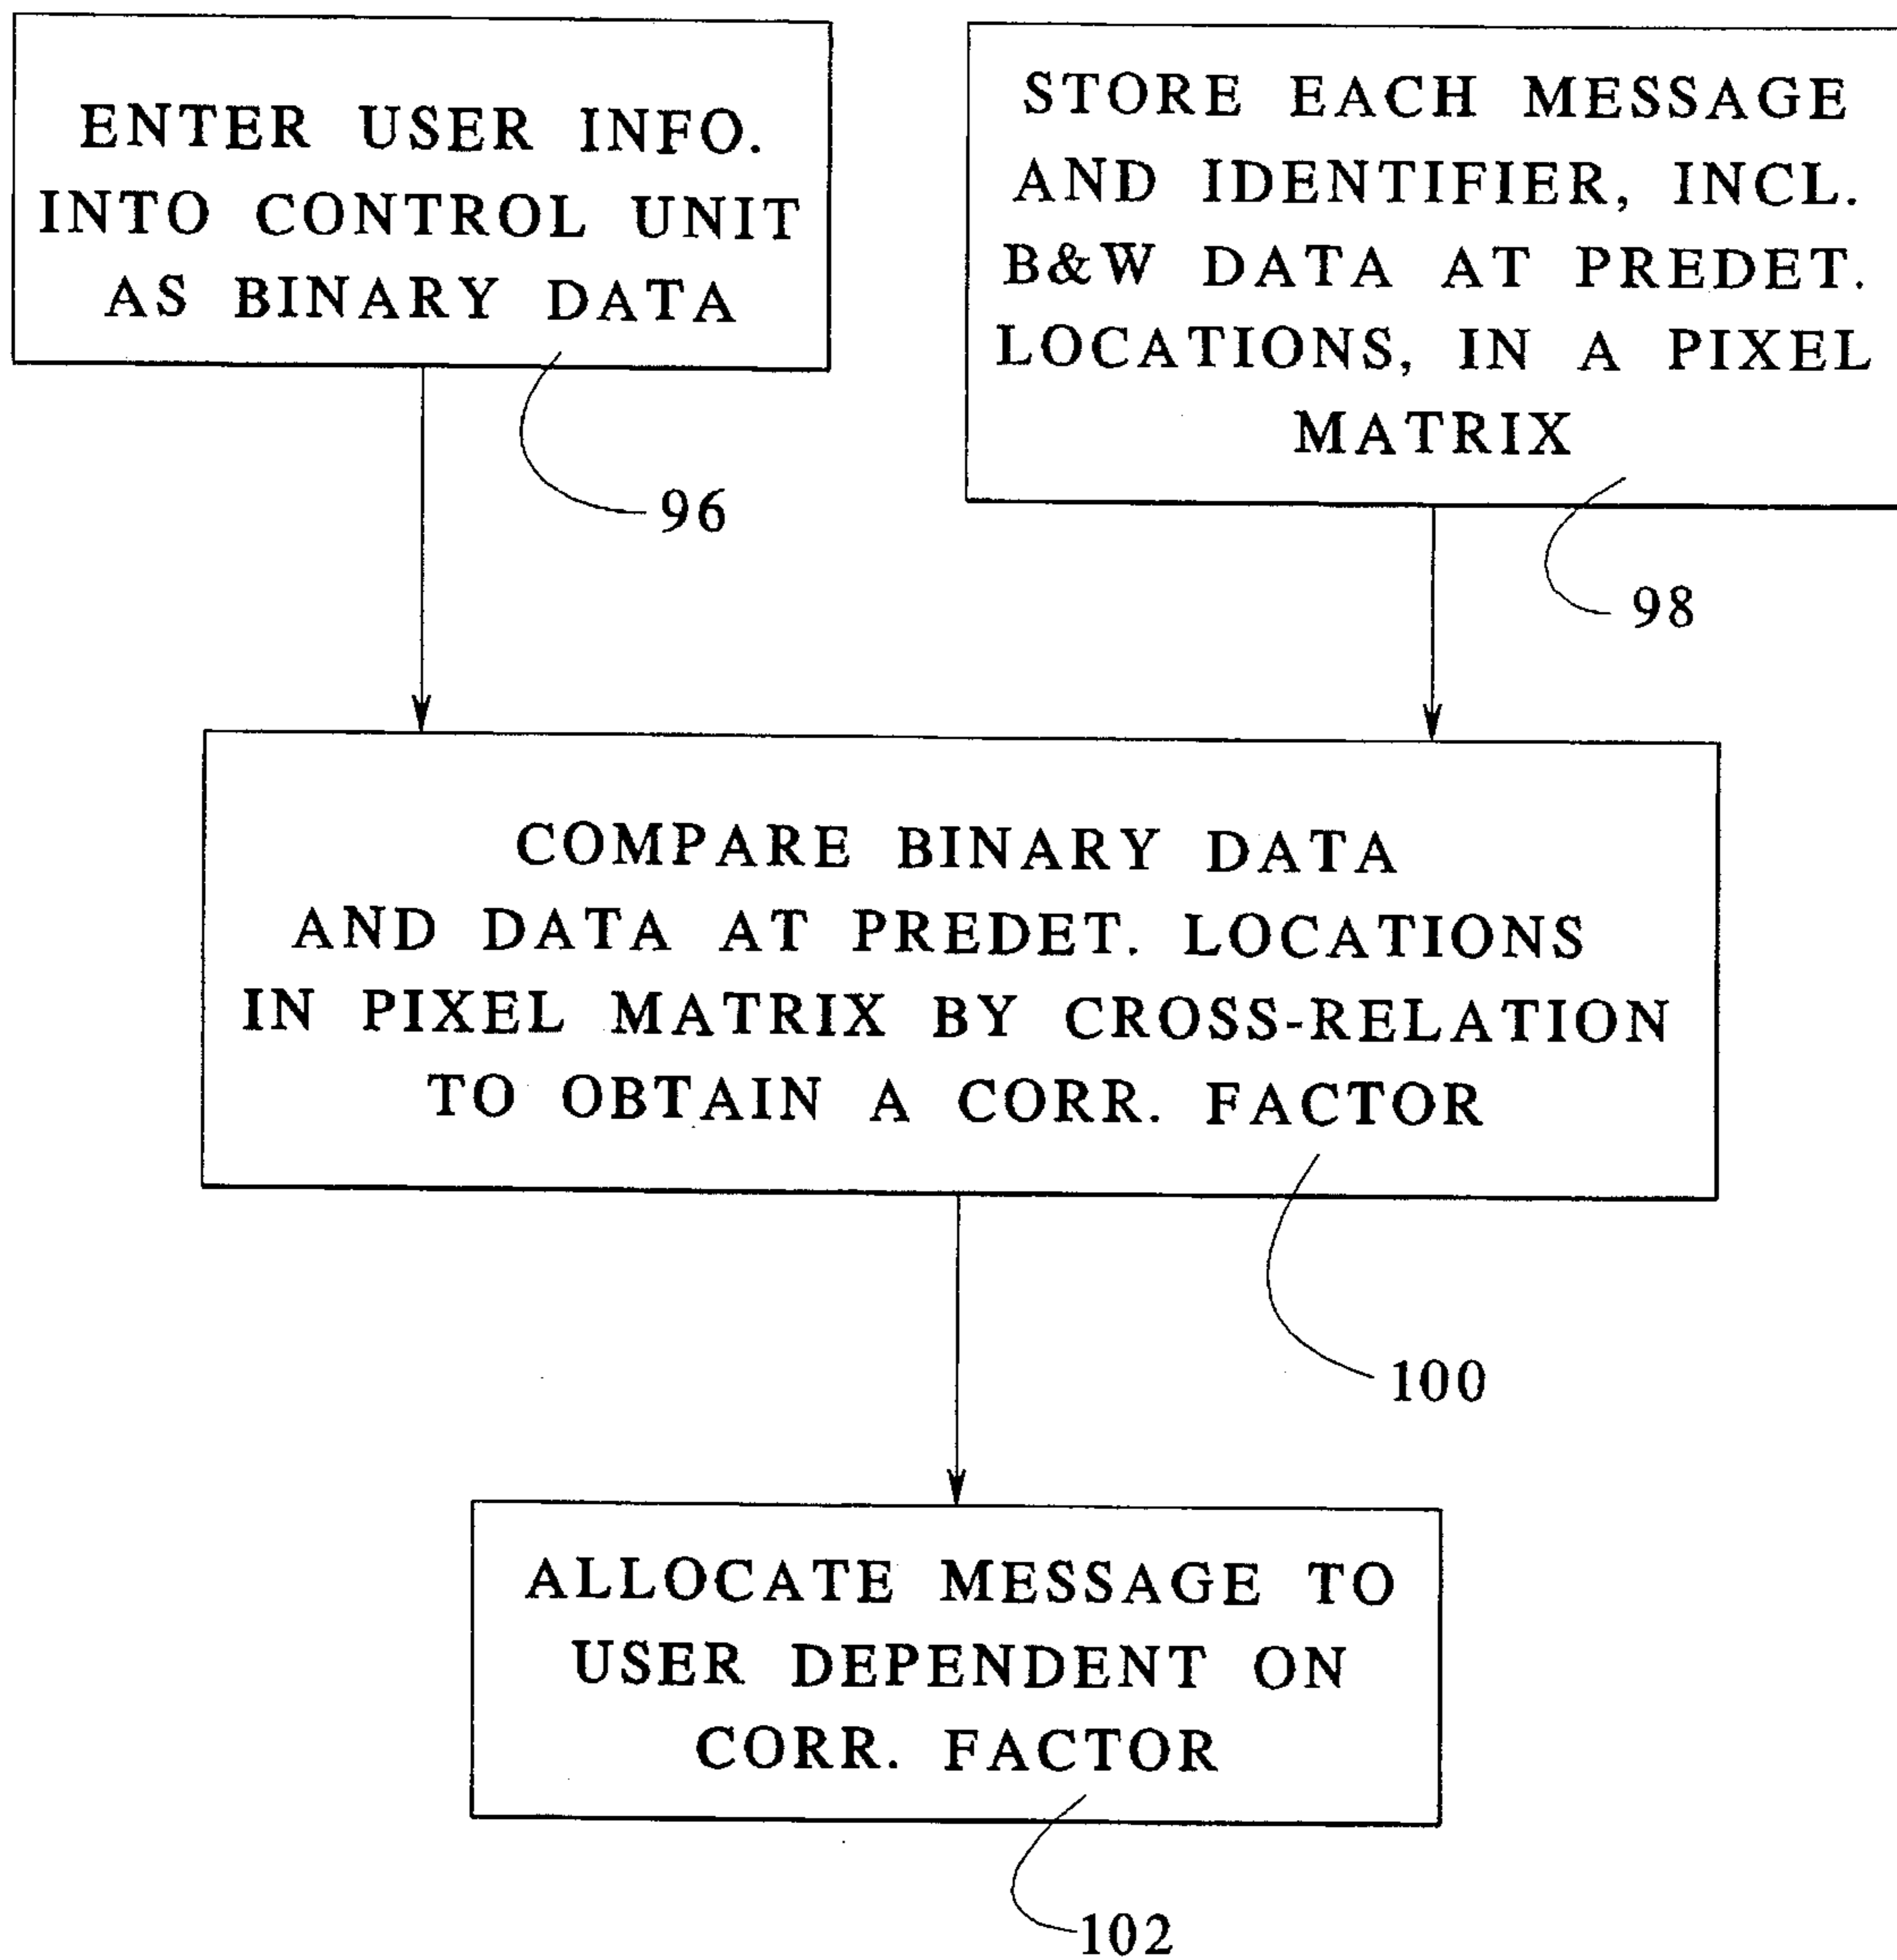 ENTER USER INFO.
INTO CONTROL UNIT
AS BINARY DATA
96
STORE EACH MESSAGE
AND IDENTIFIER, INCL.
B&W DATA AT PREDET.
LOCATIONS, IN A PIXEL
MATRIX
98
COMPARE BINARY DATA
AND DATA AT PREDET. LOCATIONS
IN PIXEL MATRIX BY CROSS-RELATION
TO OBTAIN A CORR. FACTOR
100
ALLOCATE MESSAGE TO
USER DEPENDENT ON
CORR. FACTOR
102